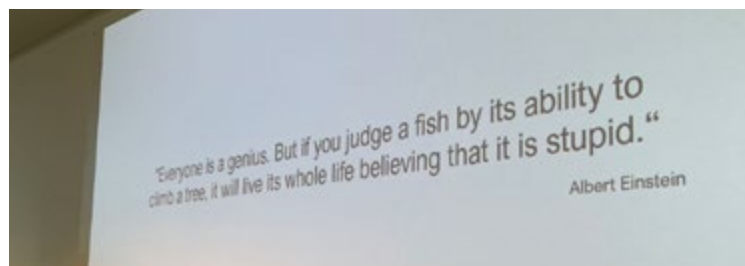 "Everyone is a genius. But if you judge a fish by its ability to
climb a tree, it will live its whole life believing that it is stupid.“
Albert Einstein